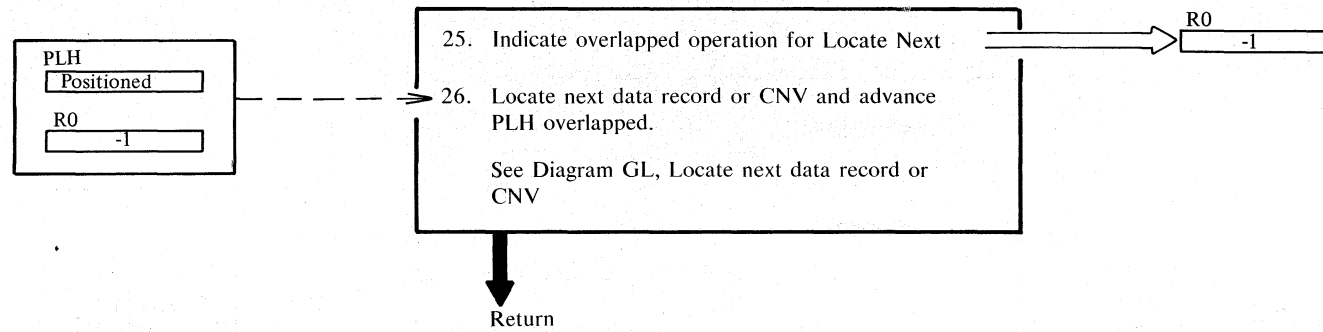 PLH
Positioned
R0
-1
25. Indicate overlapped operation for Locate Next
26. Locate next data record or CNV and advance
PLH overlapped.
See Diagram GL, Locate next data record or
CNV
R0
-1
Return